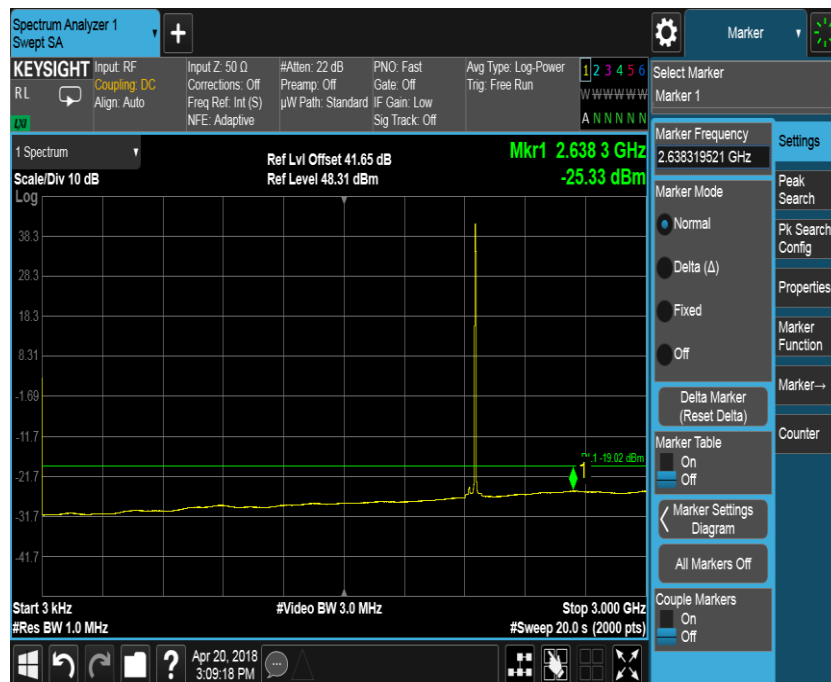 Spectrum Analyzer 1
Swept SA
Marker
KEYSIGHT
RL
LXI
Input: RF
Coupling: DC
Align: Auto
Input Z: 50 Ω
Corrections: Off
Freq Ref: Int (S)
NFE: Adaptive
#Atten: 22 dB
Preamp: Off
µW Path: Standard
PNO: Fast
Gate: Off
IF Gain: Low
Sig Track: Off
Avg Type: Log-Power
Trig: Free Run
1 2 3 4 5 6
W W W W W W
A N N N N N
Select Marker
Marker 1
1 Spectrum
Scale/Div 10 dB
Log
Ref Lvl Offset 41.65 dB
Ref Level 48.31 dBm
Mkr1 2.638 3 GHz
-25.33 dBm
38.3
28.3
18.3
8.31
-1.69
-11.7
-21.7
-31.7
-41.7
-19.02 dBm
1
Start 3 kHz
#Res BW 1.0 MHz
#Video BW 3.0 MHz
Stop 3.000 GHz
#Sweep 20.0 s (2000 pts)
Marker Frequency
2.638319521 GHz
Marker Mode
Normal
Delta (Δ)
Fixed
Off
Delta Marker
(Reset Delta)
Marker Table
On
Off
Marker Settings
Diagram
All Markers Off
Couple Markers
On
Off
Settings
Peak
Search
Pk Search
Config
Properties
Marker
Function
Marker→
Counter
?
Apr 20, 2018
3:09:18 PM